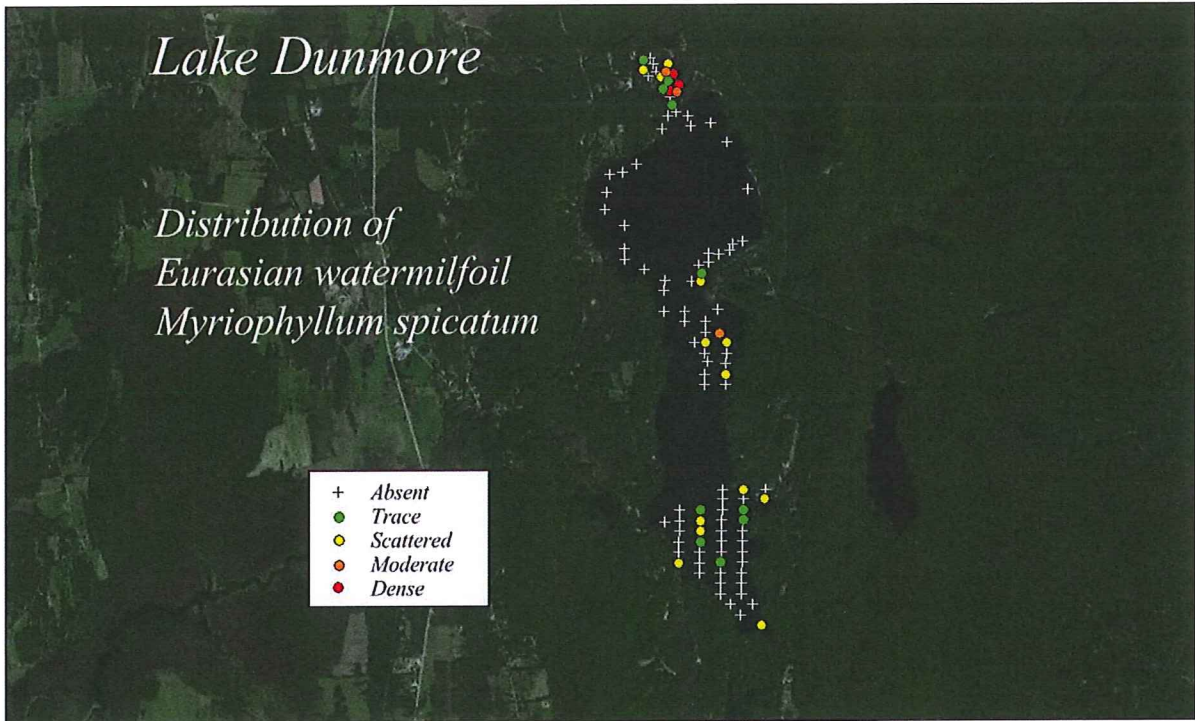 Lake Dunmore
Distribution of
Eurasian watermilfoil
Myriophyllum spicatum
Absent
Trace
Scattered
Moderate
Dense